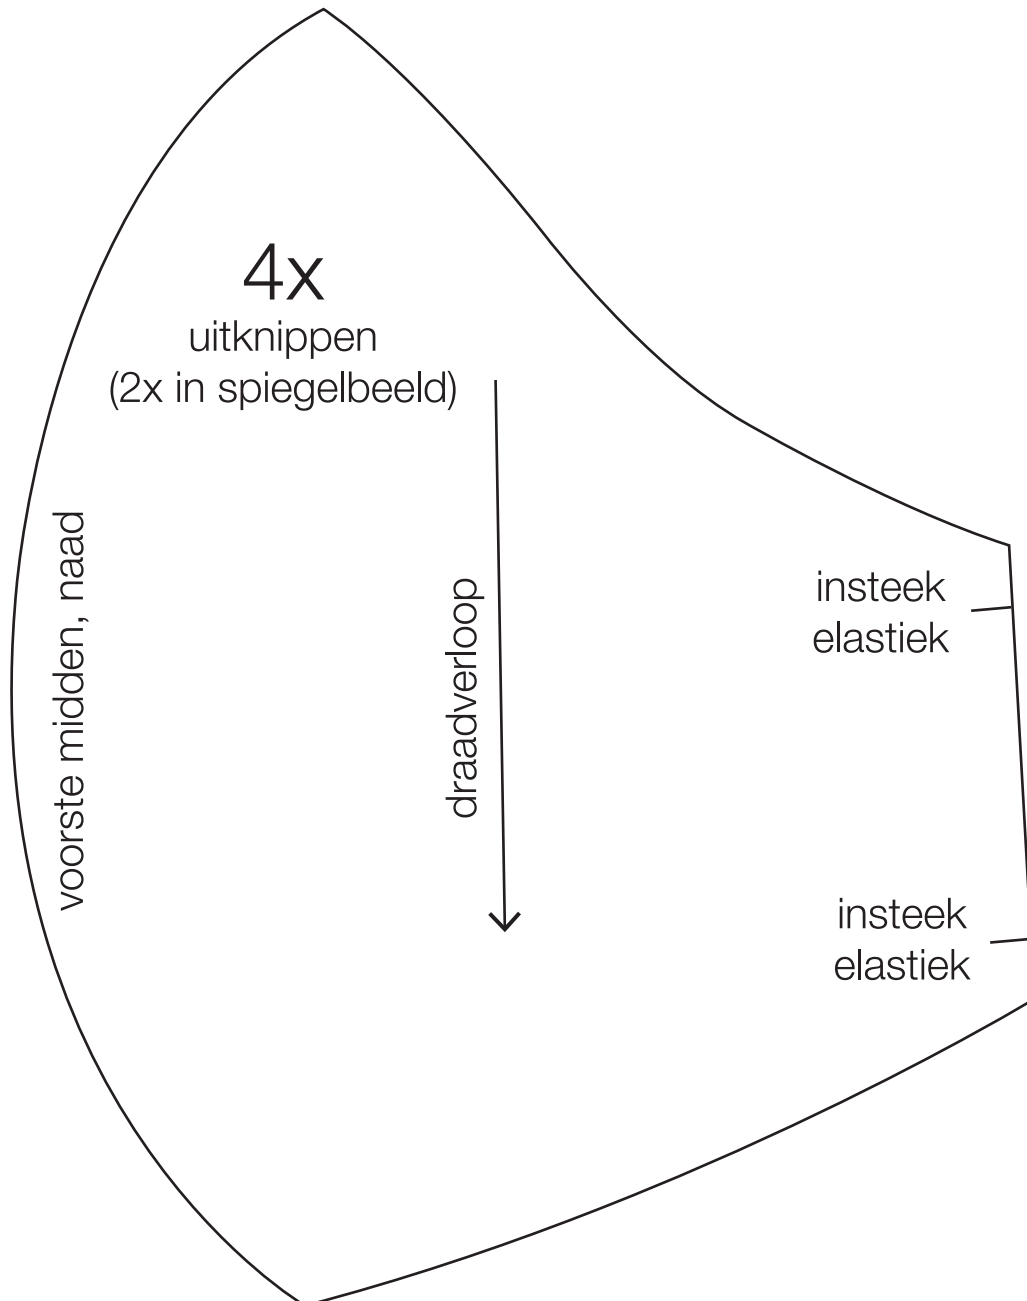 4x
uitknippen
(2x in spiegelbeeld)
voorste midden, naad
draadverloop
insteek
elastiek
insteek
elastiek